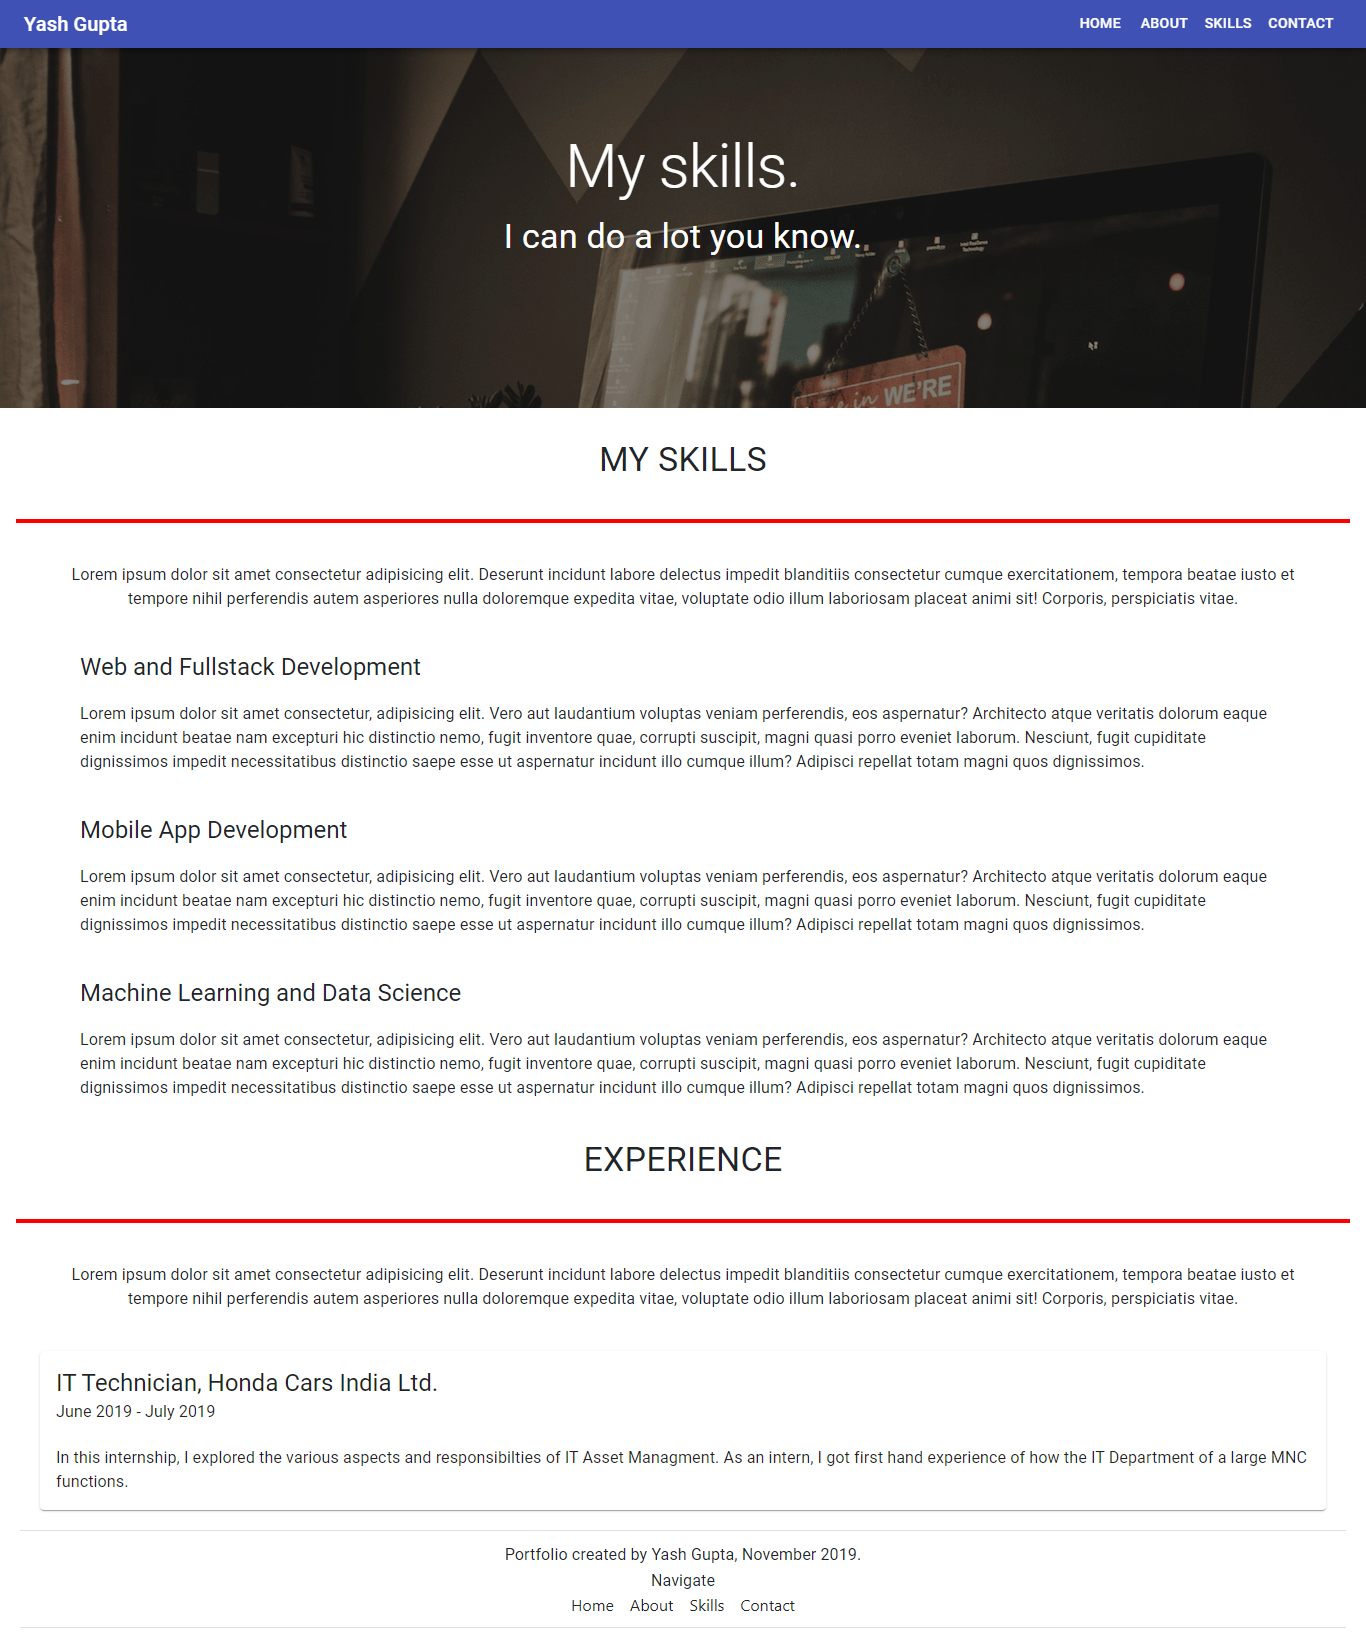 Yash Gupta
HOME ABOUT SKILLS CONTACT
My skills.
I can do a lot you know.
in WE'RE
MY SKILLS
Lorem ipsum dolor sit amet consectetur adipisicing elit. Deserunt incidunt labore delectus impedit blanditiis consectetur cumque exercitationem, tempora beatae iusto et
tempore nihil perferendis autem asperiores nulla doloremque expedita vitae, voluptate odio illum laboriosam placeat animi sit! Corporis, perspiciatis vitae.
Web and Fullstack Development
Lorem ipsum dolor sit amet consectetur, adipisicing elit. Vero aut laudantium voluptas veniam perferendis, eos aspernatur? Architecto atque veritatis dolorum eaque
enim incidunt beatae nam excepturi hic distinctio nemo, fugit inventore quae, corrupti suscipit, magni quasi porro eveniet laborum. Nesciunt, fugit cupiditate
dignissimos impedit necessitatibus distinctio saepe esse ut aspernatur incidunt illo cumque illum? Adipisci repellat totam magni quos dignissimos.
Mobile App Development
Lorem ipsum dolor sit amet consectetur, adipisicing elit. Vero aut laudantium voluptas veniam perferendis, eos aspernatur? Architecto atque veritatis dolorum eaque
enim incidunt beatae nam excepturi hic distinctio nemo, fugit inventore quae, corrupti suscipit, magni quasi porro eveniet laborum. Nesciunt, fugit cupiditate
dignissimos impedit necessitatibus distinctio saepe esse ut aspernatur incidunt illo cumque illum? Adipisci repellat totam magni quos dignissimos.
Machine Learning and Data Science
Lorem ipsum dolor sit amet consectetur, adipisicing elit. Vero aut laudantium voluptas veniam perferendis, eos aspernatur? Architecto atque veritatis dolorum eaque
enim incidunt beatae nam excepturi hic distinctio nemo, fugit inventore quae, corrupti suscipit, magni quasi porro eveniet laborum. Nesciunt, fugit cupiditate
dignissimos impedit necessitatibus distinctio saepe esse ut aspernatur incidunt illo cumque illum? Adipisci repellat totam magni quos dignissimos.
EXPERIENCE
Lorem ipsum dolor sit amet consectetur adipisicing elit. Deserunt incidunt labore delectus impedit blanditiis consectetur cumque exercitationem, tempora beatae iusto et
tempore nihil perferendis autem asperiores nulla doloremque expedita vitae, voluptate odio illum laboriosam placeat animi sit! Corporis, perspiciatis vitae.
IT Technician, Honda Cars India Ltd.
June 2019 - July 2019
In this internship, I explored the various aspects and responsibilties of IT Asset Managment. As an intern, I got first hand experience of how the IT Department of a large MNC
functions.
Portfolio created by Yash Gupta, November 2019.
Navigate
Home About Skills Contact